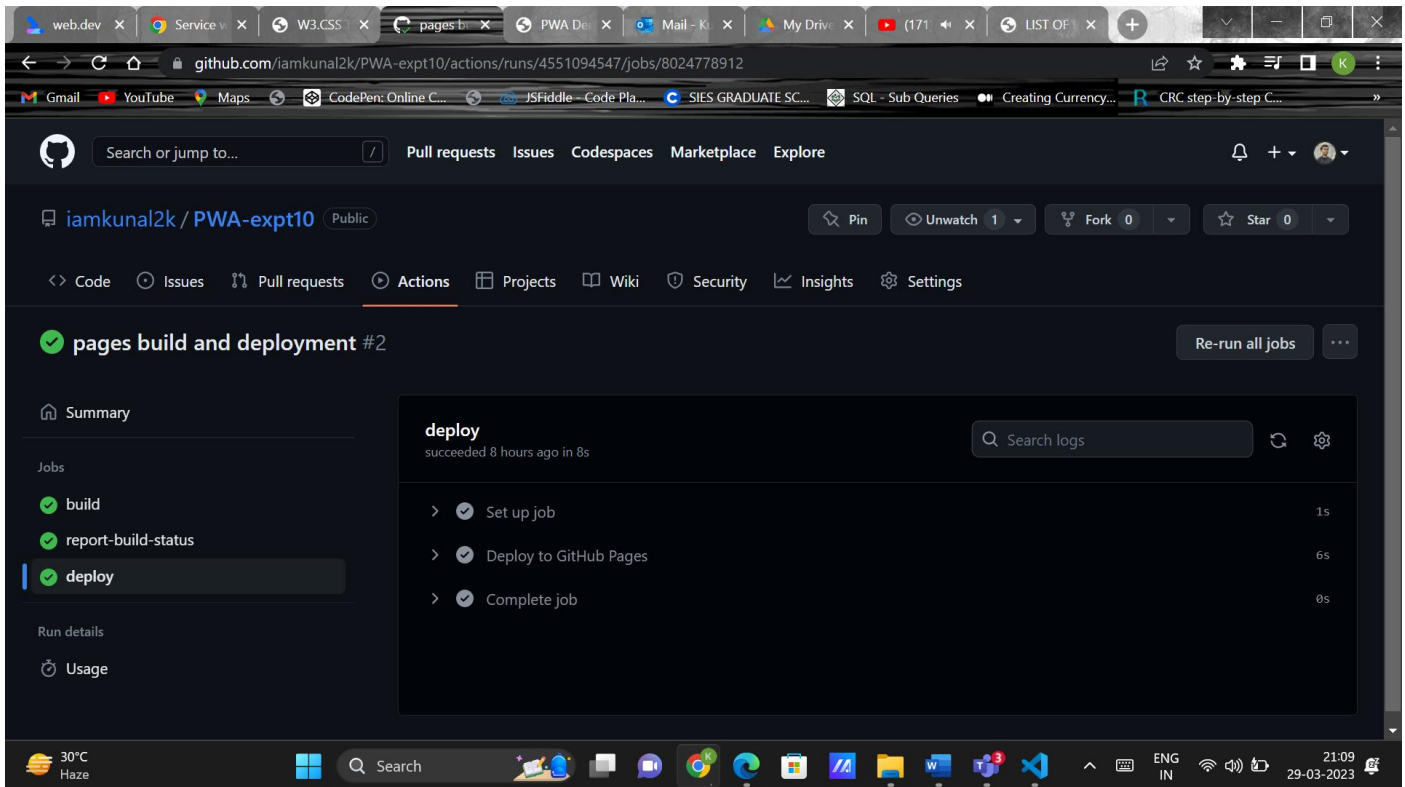 web.dev Service w W3.CSS T pages b PWA De Mail - Ku My Drive (171 LIST OF
github.com/iamkunal2k/PWA-expt10/actions/runs/4551094547/jobs/8024778912 K
Gmail YouTube Maps CodePen: Online C... JSFiddle - Code Pla... SIES GRADUATE SC... SQL - Sub Queries Creating Currency... CRC step-by-step C... »
Search or jump to... / Pull requests Issues Codespaces Marketplace Explore
iamkunal2k / PWA-expt10 Public Pin Unwatch 1 Fork 0 Star 0
Code Issues Pull requests Actions Projects Wiki Security Insights Settings
pages build and deployment #2 Re-run all jobs ...
Summary
deploy
succeeded 8 hours ago in 8s
Search logs
Jobs
build
report-build-status
deploy
Set up job 1s
Deploy to GitHub Pages 6s
Complete job 0s
Run details
Usage
30°C
Haze
Search
3
ENG
IN
21:09
29-03-2023